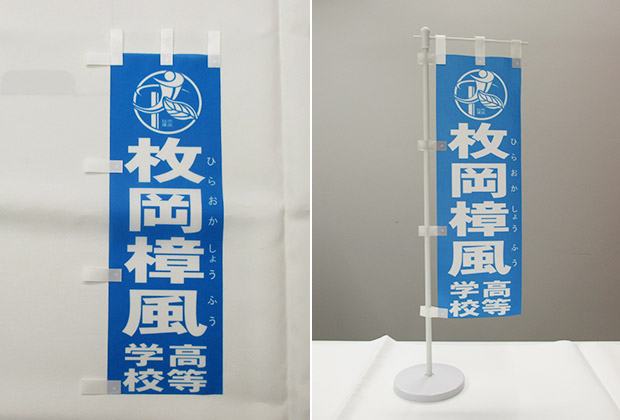 枚岡樟風
ひらおか しょうふう
高等
学校
枚岡樟風
ひらおか しょうふう
高等
学校